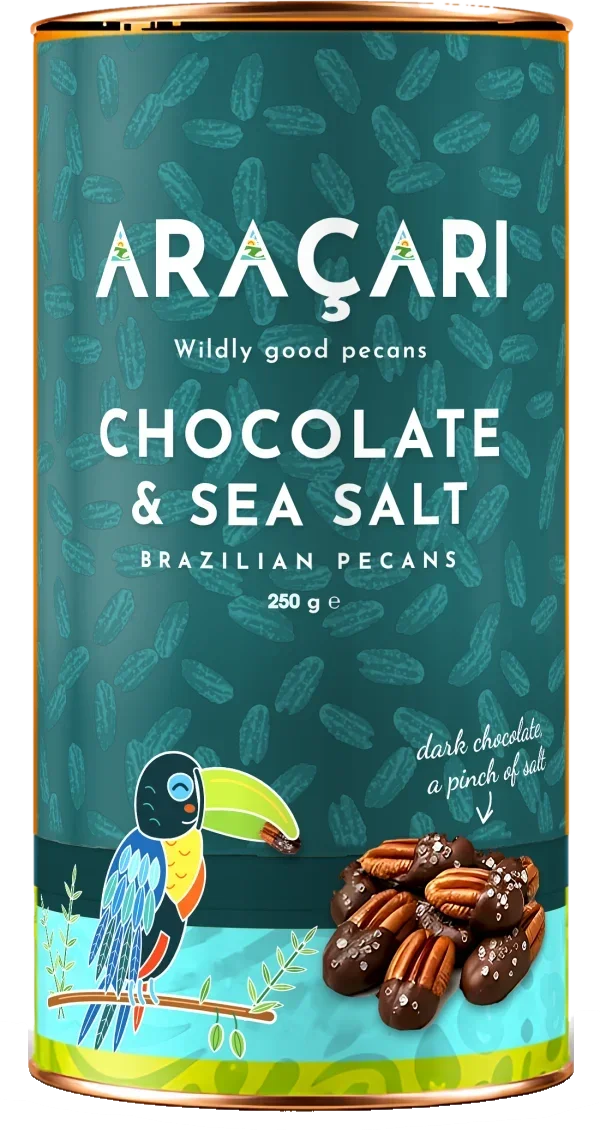 ARAÇARI
Wildly good pecans
CHOCOLATE
& SEA SALT
BRAZILIAN PECANS
250 g ℮
dark chocolate,
a pinch of salt